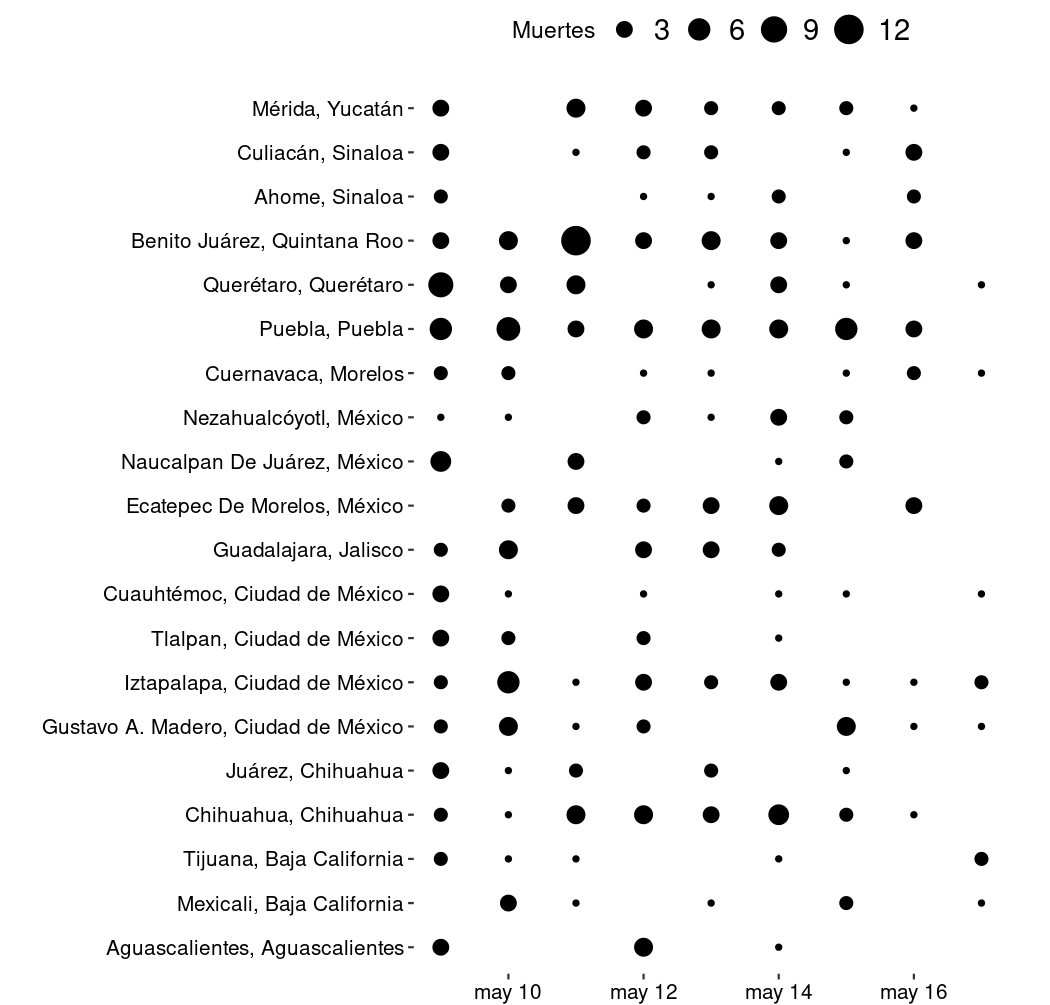 Muertes 3 6 9 12
Mérida, Yucatán
Culiacán, Sinaloa
Ahome, Sinaloa
Benito Juárez, Quintana Roo
Querétaro, Querétaro
Puebla, Puebla
Cuernavaca, Morelos
Nezahualcóyotl, México
Naucalpan De Juárez, México
Ecatepec De Morelos, México
Guadalajara, Jalisco
Cuauhtémoc, Ciudad de México
Tlalpan, Ciudad de México
Iztapalapa, Ciudad de México
Gustavo A. Madero, Ciudad de México
Juárez, Chihuahua
Chihuahua, Chihuahua
Tijuana, Baja California
Mexicali, Baja California
Aguascalientes, Aguascalientes
may 10 may 12 may 14 may 16